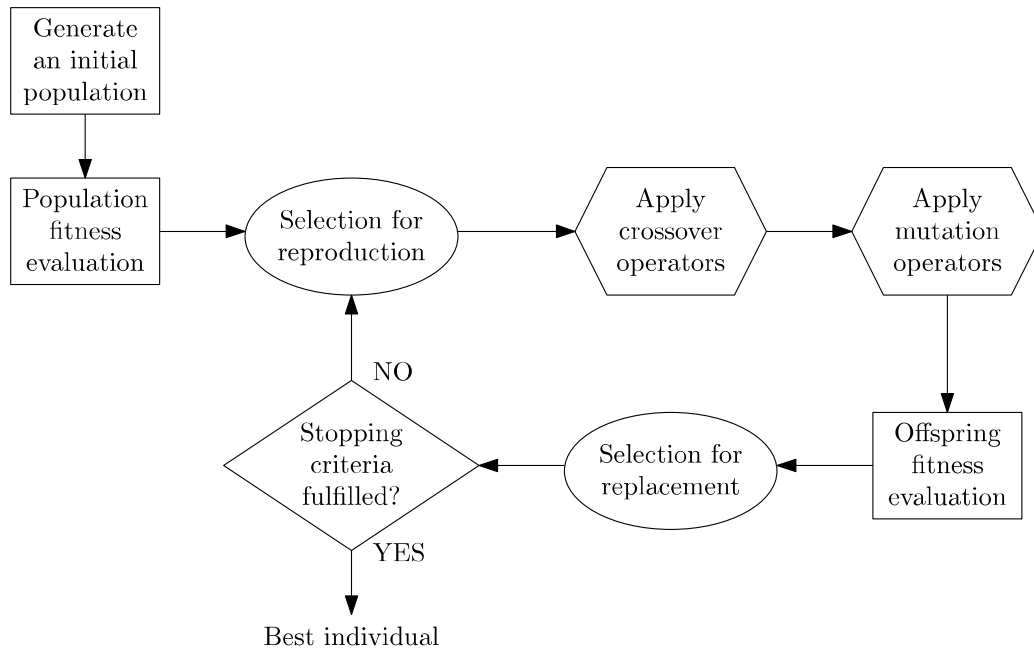 Generate
an initial
population
Population
fitness
evaluation
Selection for
reproduction
Apply
crossover
operators
Apply
mutation
operators
NO
Stopping
criteria
fulfilled?
YES
Selection for
replacement
Offspring
fitness
evaluation
Best individual